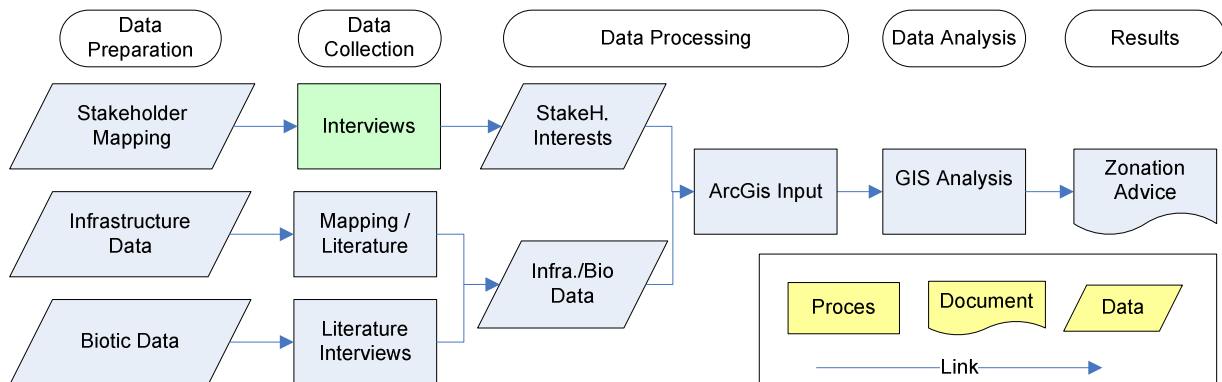 Data
Preparation
Data
Collection
Data Processing
Data Analysis
Results
Stakeholder
Mapping
Interviews
StakeH.
Interests
ArcGis Input
GIS Analysis
Zonation
Advice
Infrastructure
Data
Mapping /
Literature
Infra./Bio
Data
Biotic Data
Literature
Interviews
Proces
Document
Data
Link